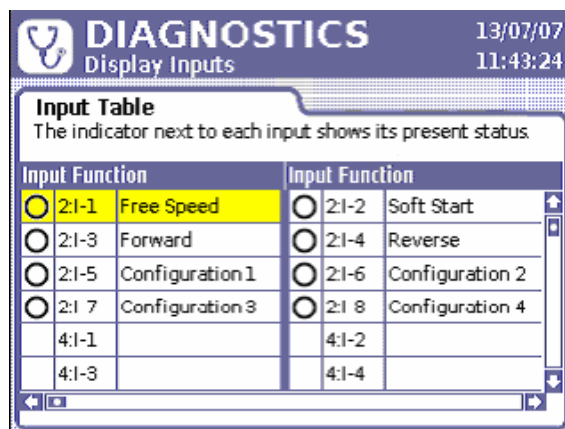 DIAGNOSTICS 13/07/07
Display Inputs 11:43:24
Input Table
The indicator next to each input shows its present status.
Input Function Input Function
2:I-1 Free Speed 2:I-2 Soft Start
2:I-3 Forward 2:I-4 Reverse
2:I-5 Configuration 1 2:I-6 Configuration 2
2:I 7 Configuration 3 2:I 8 Configuration 4
4:I-1 4:I-2
4:I-3 4:I-4